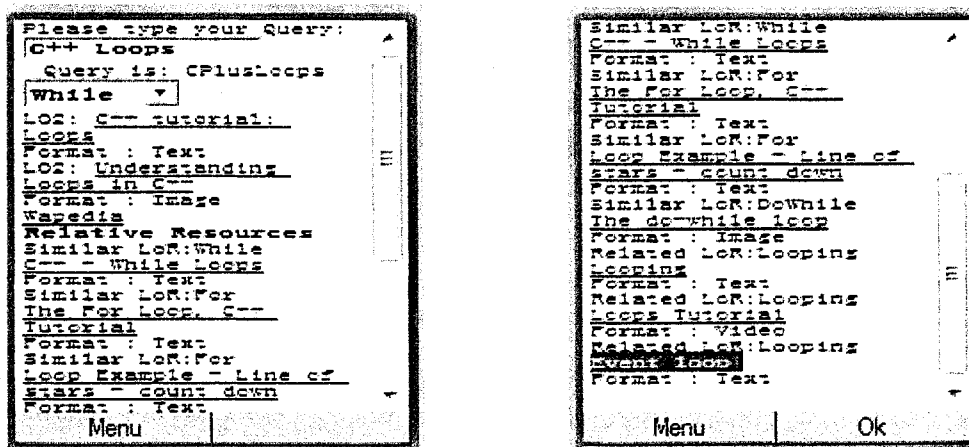 Please type your Query:
C++ Loops
Query is: CPlusLoops
While
LO2: C++ tutorial:
Loops
Format : Text
LO2: Understanding
Loops in C++
Format : Image
Wapedia
Relative Resources
Similar LoR:While
C++ - While Loops
Format : Text
Similar LoR:For
The For Loop, C++
Tutorial
Format : Text
Similar LoR:For
Loop Example - Line of
stars - count down
Format : Text
Menu
Similar LoR:While
C++ - While Loops
Format : Text
Similar LoR:For
The For Loop, C++
Tutorial
Format : Text
Similar LoR:For
Loop Example - Line of
stars - count down
Format : Text
Similar LoR:DoWhile
The do-while loop
Format : Image
Related LoR:Looping
Looping
Format : Text
Related LoR:Looping
Loops Tutorial
Format : Video
Related LoR:Looping
Event loop
Format : Text
Menu Ok